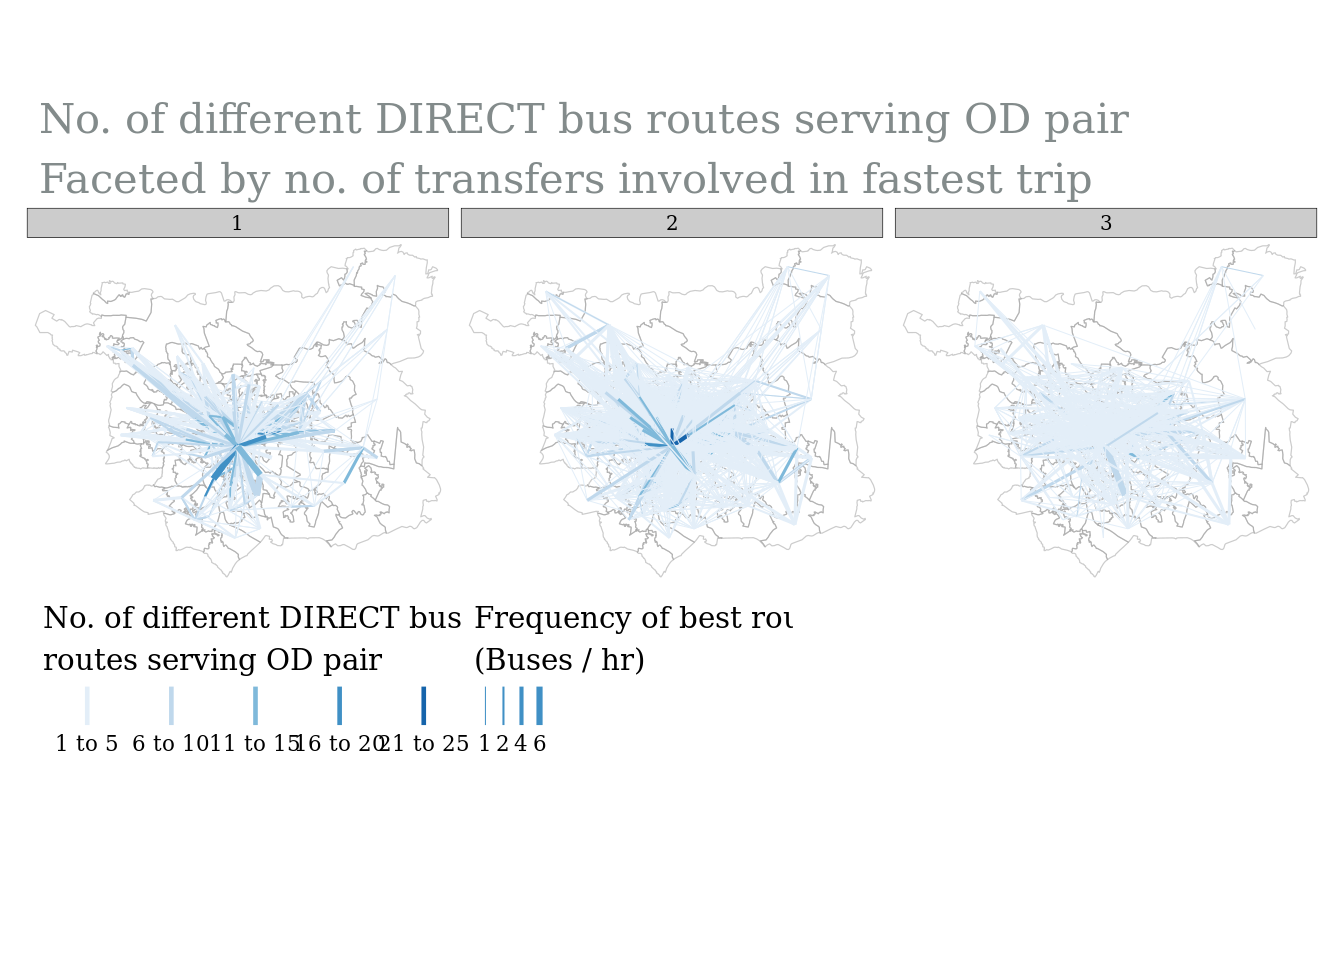 No. of different DIRECT bus routes serving OD pair
Faceted by no. of transfers involved in fastest trip
1 2 3
No. of different DIRECT bus
routes serving OD pair
1 to 5 6 to 10 11 to 15 16 to 20 21 to 25
Frequency of best rou
(Buses / hr)
1 2 4 6